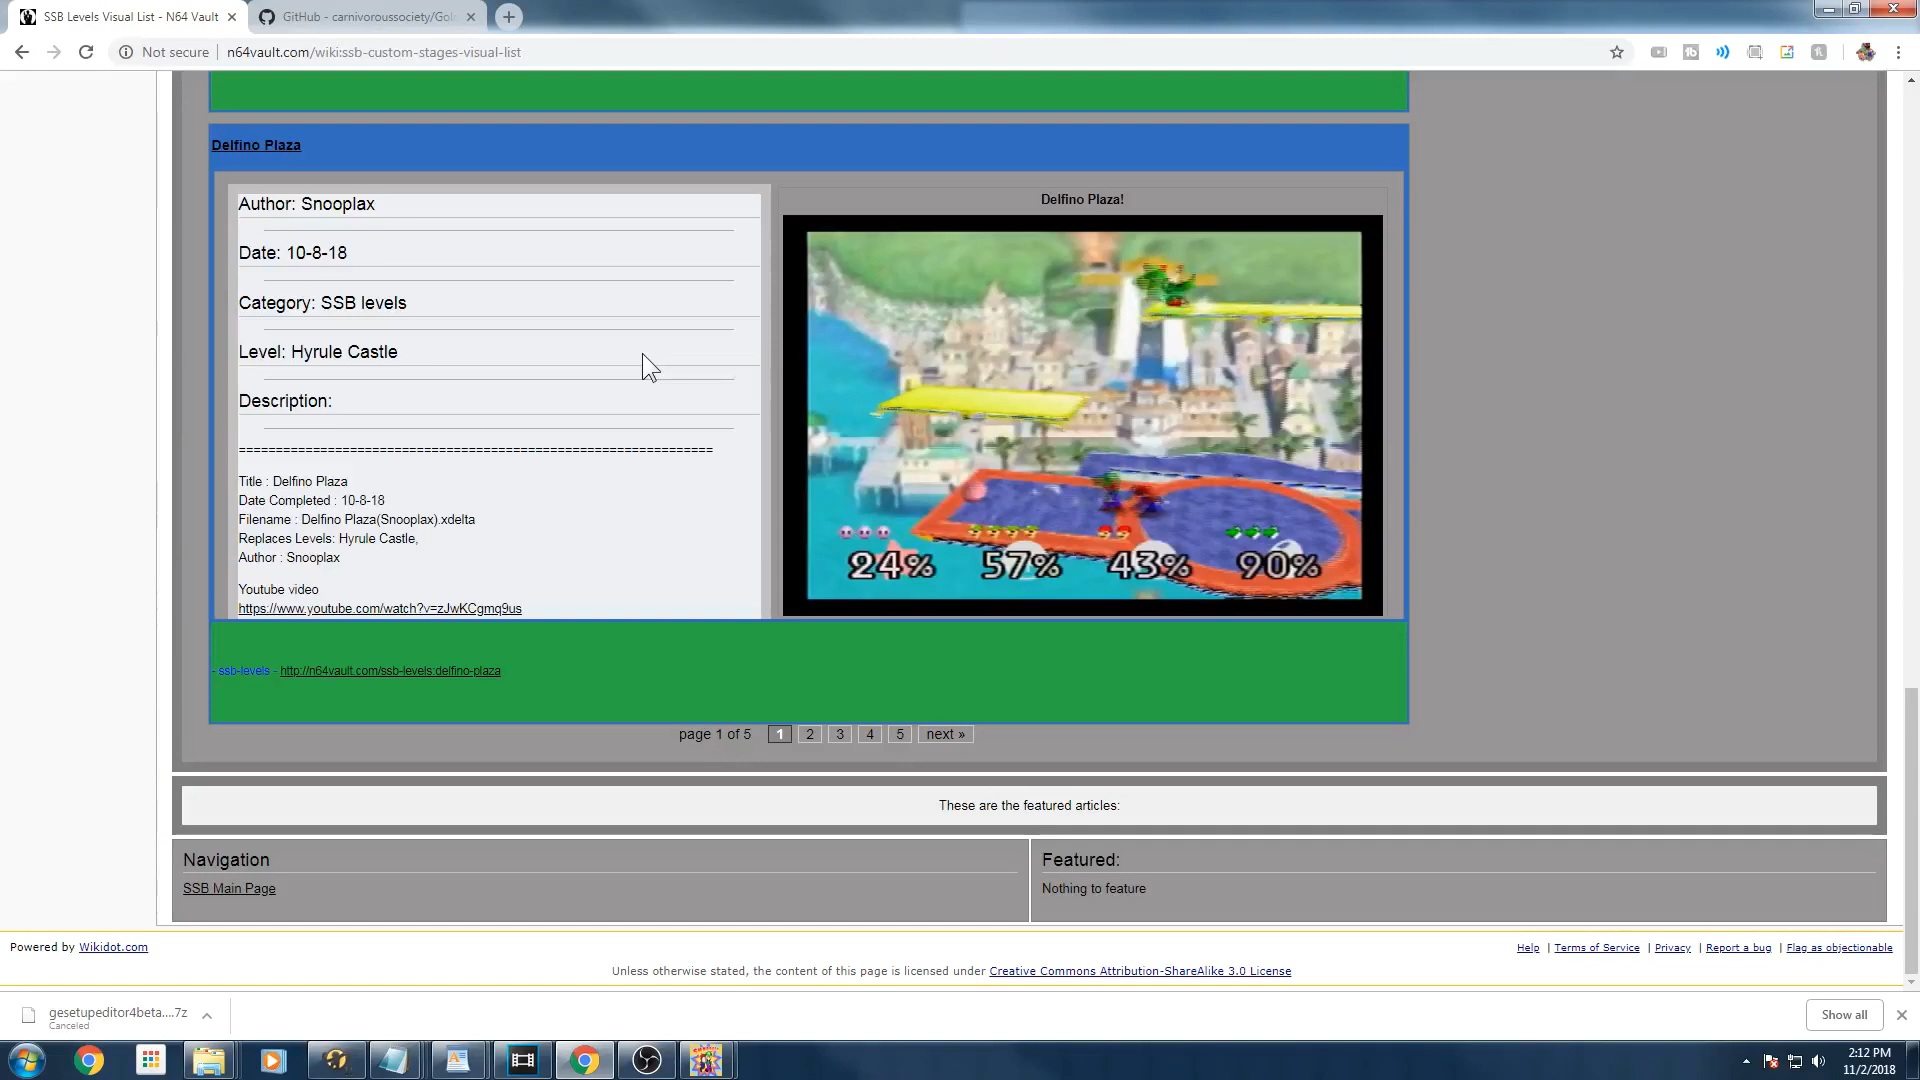 SSB Levels Visual List - N64 Vault
GitHub - carnivoroussociety/Gol
Not secure
n64vault.com/wiki:ssb-custom-stages-visual-list
Delfino Plaza
Author: Snooplax
Date: 10-8-18
Category: SSB levels
Level: Hyrule Castle
Description:
=================================================================
Title : Delfino Plaza
Date Completed : 10-8-18
Filename : Delfino Plaza(Snooplax).xdelta
Replaces Levels: Hyrule Castle,
Author : Snooplax
Youtube video
https://www.youtube.com/watch?v=zJwKCgmq9us
Delfino Plaza!
24% 57% 43% 90%
- ssb-levels - http://n64vault.com/ssb-levels:delfino-plaza
page 1 of 5 1 2 3 4 5 next »
These are the featured articles:
Navigation
SSB Main Page
Featured:
Nothing to feature
Powered by Wikidot.com
Help | Terms of Service | Privacy | Report a bug | Flag as objectionable
Unless otherwise stated, the content of this page is licensed under Creative Commons Attribution-ShareAlike 3.0 License
gesetupeditor4beta....7z
Canceled
Show all
2:12 PM
11/2/2018